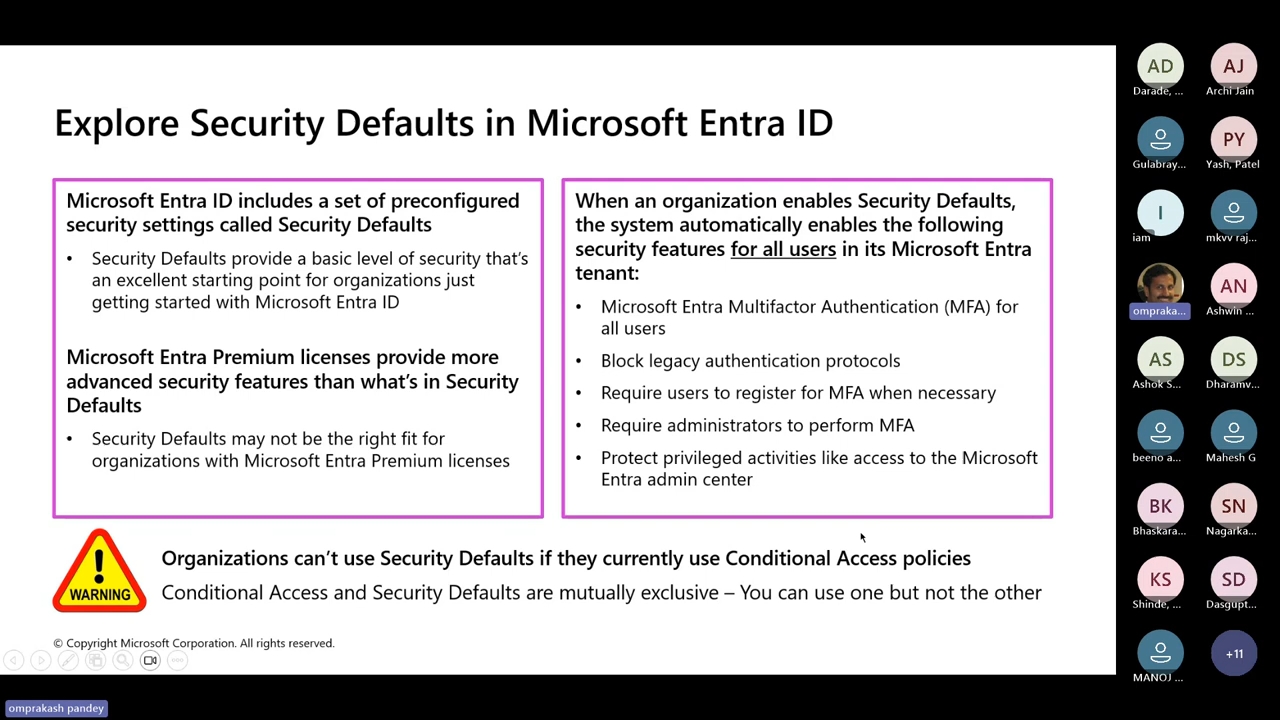 Explore Security Defaults in Microsoft Entra ID
Microsoft Entra ID includes a set of preconfigured
security settings called Security Defaults
• Security Defaults provide a basic level of security that's
an excellent starting point for organizations just
getting started with Microsoft Entra ID
Microsoft Entra Premium licenses provide more
advanced security features than what's in Security
Defaults
• Security Defaults may not be the right fit for
organizations with Microsoft Entra Premium licenses
When an organization enables Security Defaults,
the system automatically enables the following
security features for all users in its Microsoft Entra
tenant:
• Microsoft Entra Multifactor Authentication (MFA) for
all users
• Block legacy authentication protocols
• Require users to register for MFA when necessary
• Require administrators to perform MFA
• Protect privileged activities like access to the Microsoft
Entra admin center
WARNING
Organizations can't use Security Defaults if they currently use Conditional Access policies
Conditional Access and Security Defaults are mutually exclusive – You can use one but not the other
© Copyright Microsoft Corporation. All rights reserved.
omprakash pandey
AD
Darade, ...
AJ
Archi Jain
Gulabray...
PY
Yash, Patel
I
iam
mkvv raj...
ompraka...
AN
Ashwin ...
AS
Ashok S...
DS
Dharamv...
beeno a...
Mahesh G
BK
Bhaskara...
SN
Nagarka...
KS
Shinde, ...
SD
Dasgupt...
MANOJ ...
+11